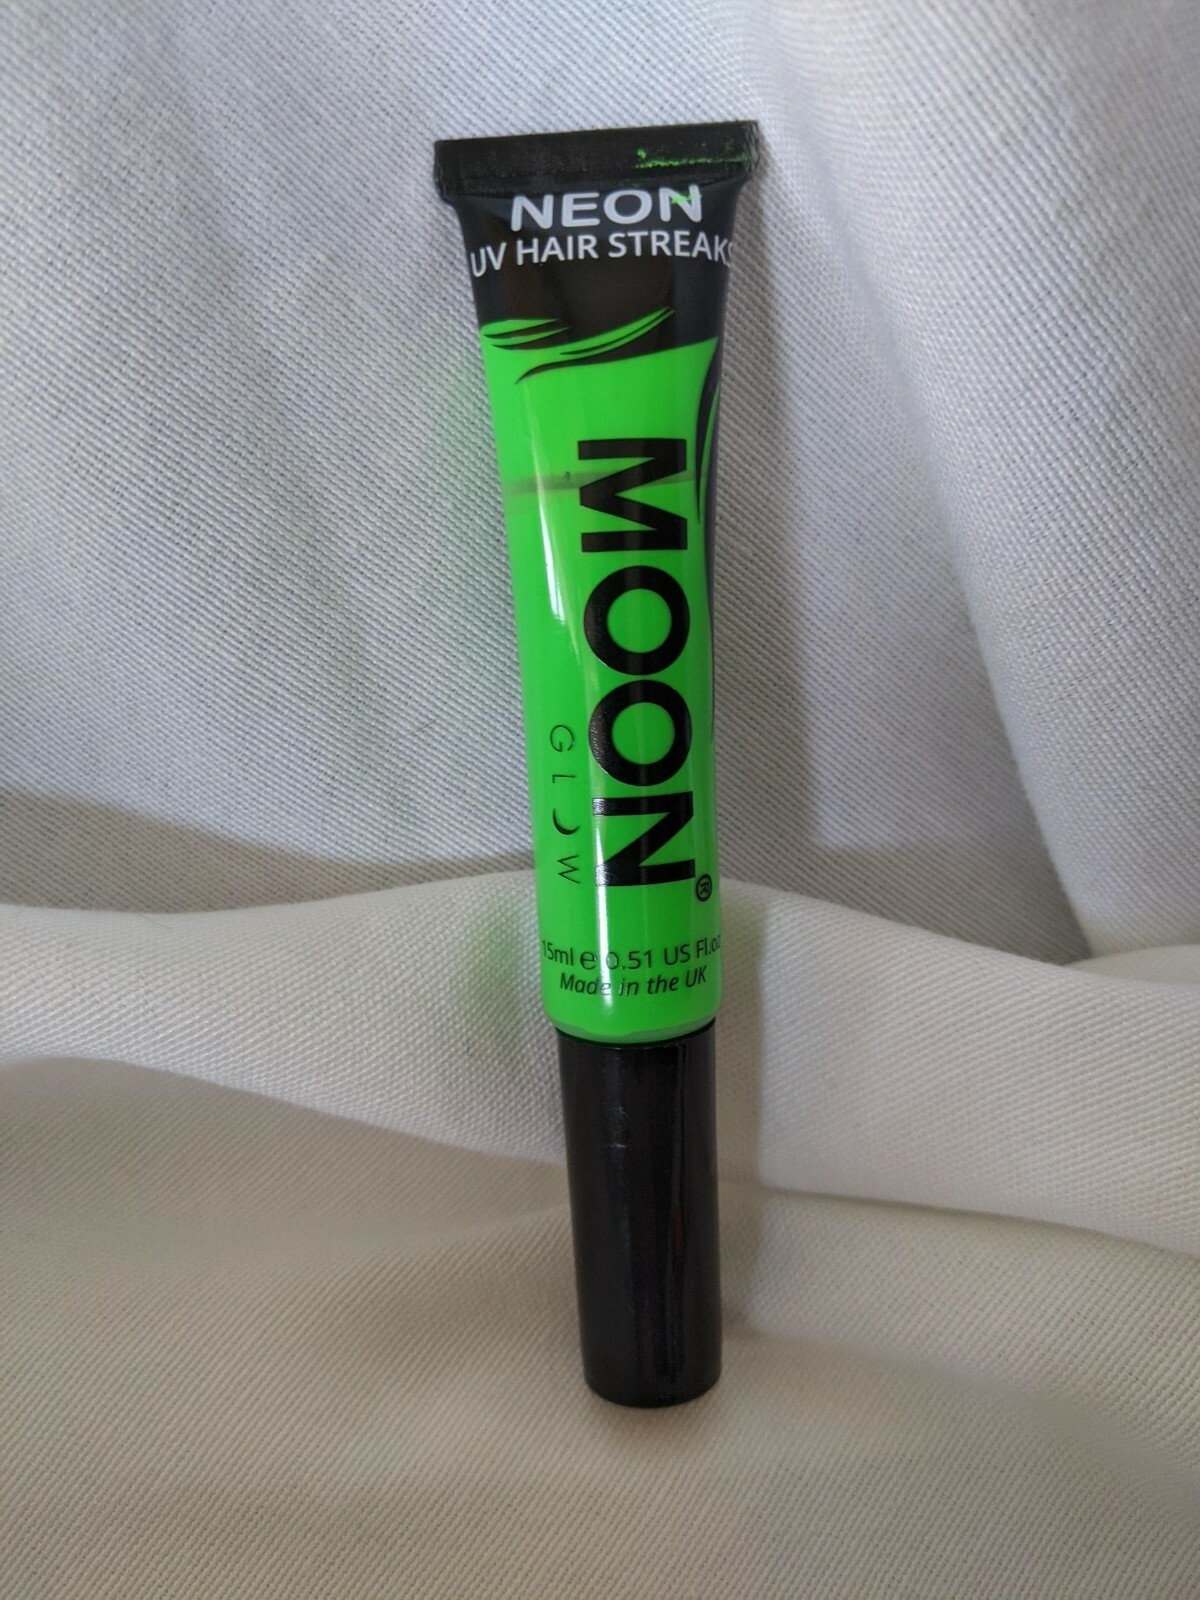 NEON
UV HAIR STREAKS
MOON®
GLOW
15ml e 0.51 US Fl.oz
Made in the UK